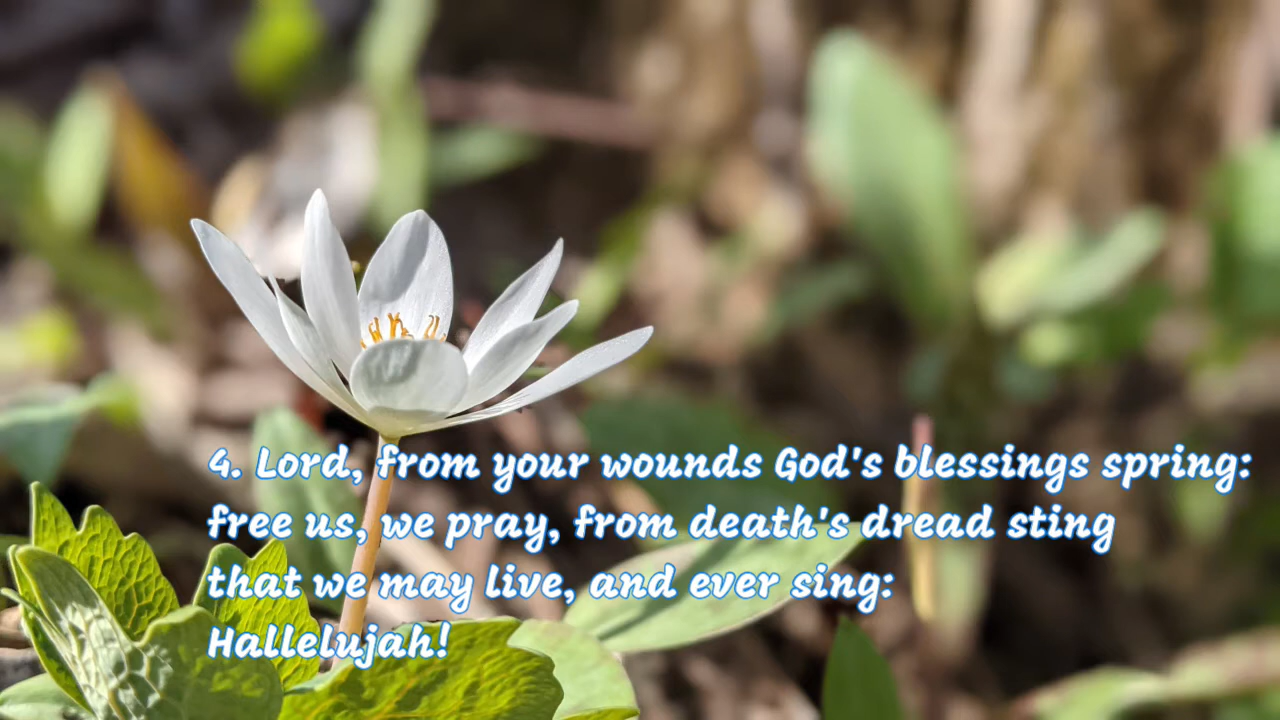 4. Lord, from your wounds God's blessings spring:
free us, we pray, from death's dread sting
that we may live, and ever sing:
Hallelujah!